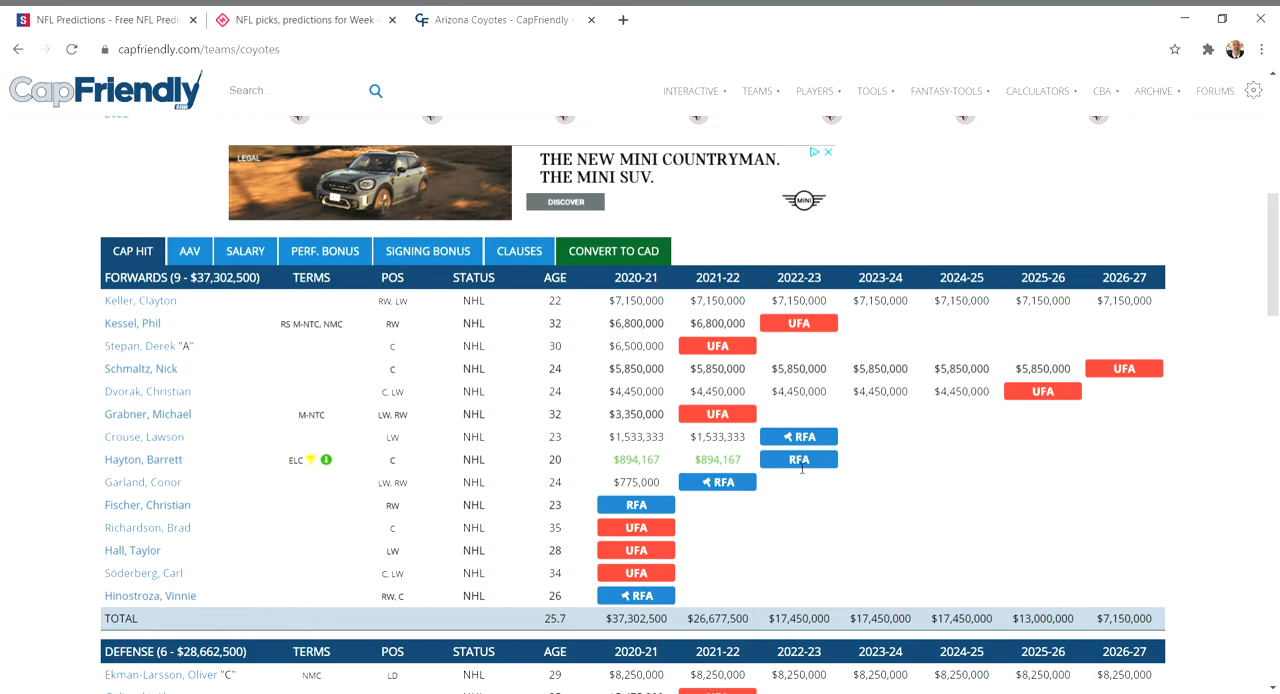 NFL Predictions - Free NFL Predi
NFL picks, predictions for Week 4
Arizona Coyotes - CapFriendly -
capfriendly.com/teams/coyotes
CapFriendly
Search...
INTERACTIVE TEAMS PLAYERS TOOLS FANTASY-TOOLS CALCULATORS CBA ARCHIVE FORUMS
2022
LEGAL
THE NEW MINI COUNTRYMAN.
THE MINI SUV.
DISCOVER
MINI
CAP HIT AAV SALARY PERF. BONUS SIGNING BONUS CLAUSES CONVERT TO CAD
FORWARDS (9 - $37,302,500) TERMS POS STATUS AGE 2020-21 2021-22 2022-23 2023-24 2024-25 2025-26 2026-27
Keller, Clayton RW, LW NHL 22 $7,150,000 $7,150,000 $7,150,000 $7,150,000 $7,150,000 $7,150,000 $7,150,000
Kessel, Phil RS M-NTC, NMC RW NHL 32 $6,800,000 $6,800,000 UFA
Stepan, Derek "A" C NHL 30 $6,500,000 UFA
Schmaltz, Nick C NHL 24 $5,850,000 $5,850,000 $5,850,000 $5,850,000 $5,850,000 $5,850,000 UFA
Dvorak, Christian C, LW NHL 24 $4,450,000 $4,450,000 $4,450,000 $4,450,000 $4,450,000 UFA
Grabner, Michael M-NTC LW, RW NHL 32 $3,350,000 UFA
Crouse, Lawson LW NHL 23 $1,533,333 $1,533,333 RFA
Hayton, Barrett ELC C NHL 20 $894,167 $894,167 RFA
Garland, Conor LW, RW NHL 24 $775,000 RFA
Fischer, Christian RW NHL 23 RFA
Richardson, Brad C NHL 35 UFA
Hall, Taylor LW NHL 28 UFA
Söderberg, Carl C, LW NHL 34 UFA
Hinostroza, Vinnie RW, C NHL 26 RFA
TOTAL 25.7 $37,302,500 $26,677,500 $17,450,000 $17,450,000 $17,450,000 $13,000,000 $7,150,000
DEFENSE (6 - $28,662,500) TERMS POS STATUS AGE 2020-21 2021-22 2022-23 2023-24 2024-25 2025-26 2026-27
Ekman-Larsson, Oliver "C" NMC LD NHL 29 $8,250,000 $8,250,000 $8,250,000 $8,250,000 $8,250,000 $8,250,000 $8,250,000